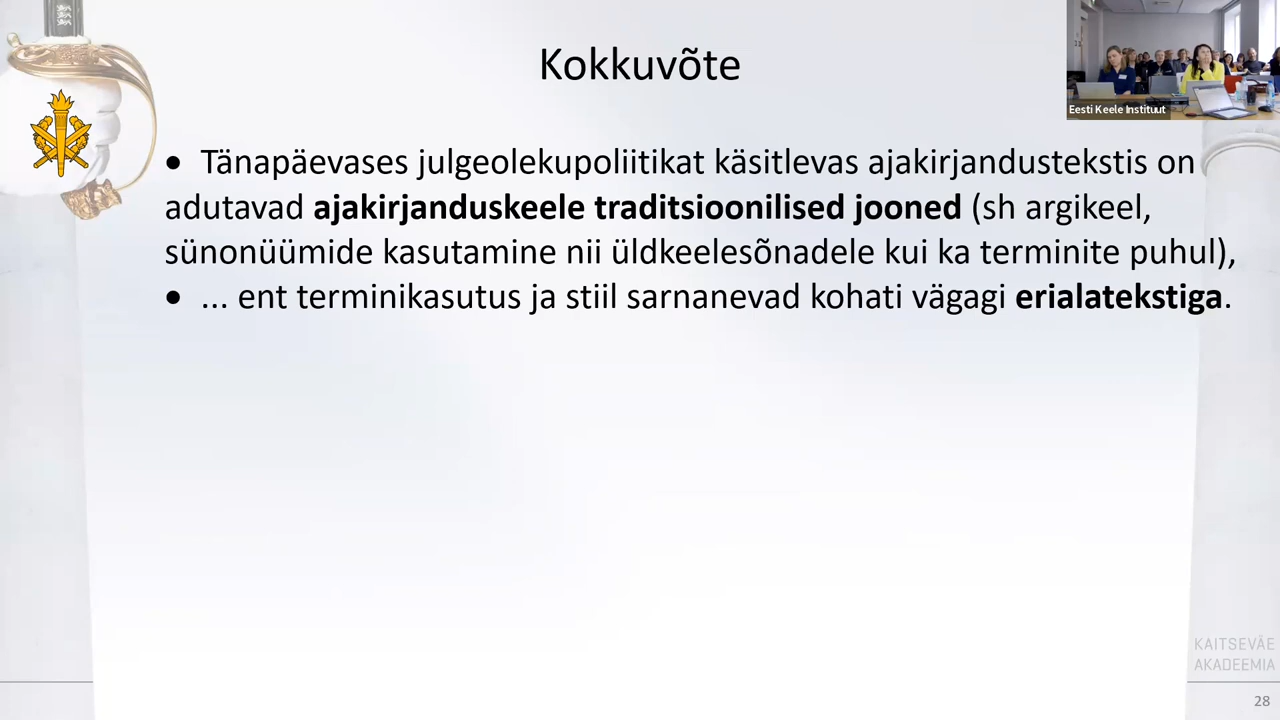 Kokkuvõte
Eesti Keele Instituut
• Tänapäevases julgeolekupoliitikat käsitlevas ajakirjandustekstis on
adutavad ajakirjanduskeele traditsioonilised jooned (sh argikeel,
sünonüümide kasutamine nii üldkeelesõnadele kui ka terminite puhul),
• ... ent terminikasutus ja stiil sarnanevad kohati vägagi erialatekstiga.
KAITSEVÄE
AKADEEMIA
28